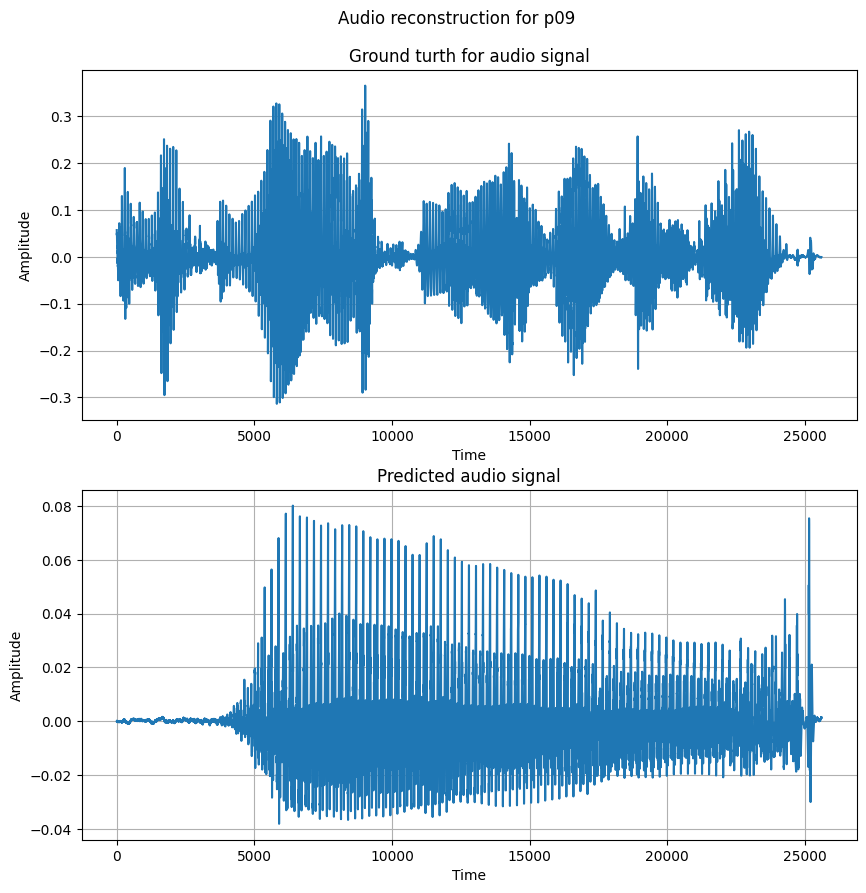 Audio reconstruction for p09
Ground turth for audio signal
0.3
0.2
0.1
0.0
−0.1
−0.2
−0.3
Amplitude
0 5000 10000 15000 20000 25000
Time
Predicted audio signal
0.08
0.06
0.04
0.02
0.00
−0.02
−0.04
Amplitude
0 5000 10000 15000 20000 25000
Time